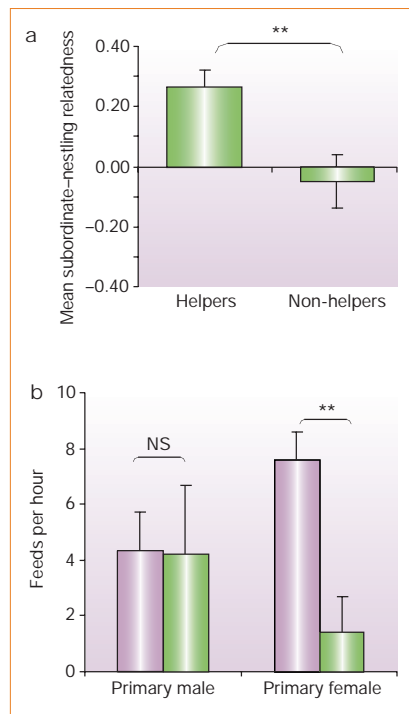 a
**
Mean subordinate–nestling relatedness
0.40
0.20
0.00
–0.20
–0.40
Helpers
Non-helpers
b
10
8
6
4
2
0
Feeds per hour
NS
**
Primary male
Primary female